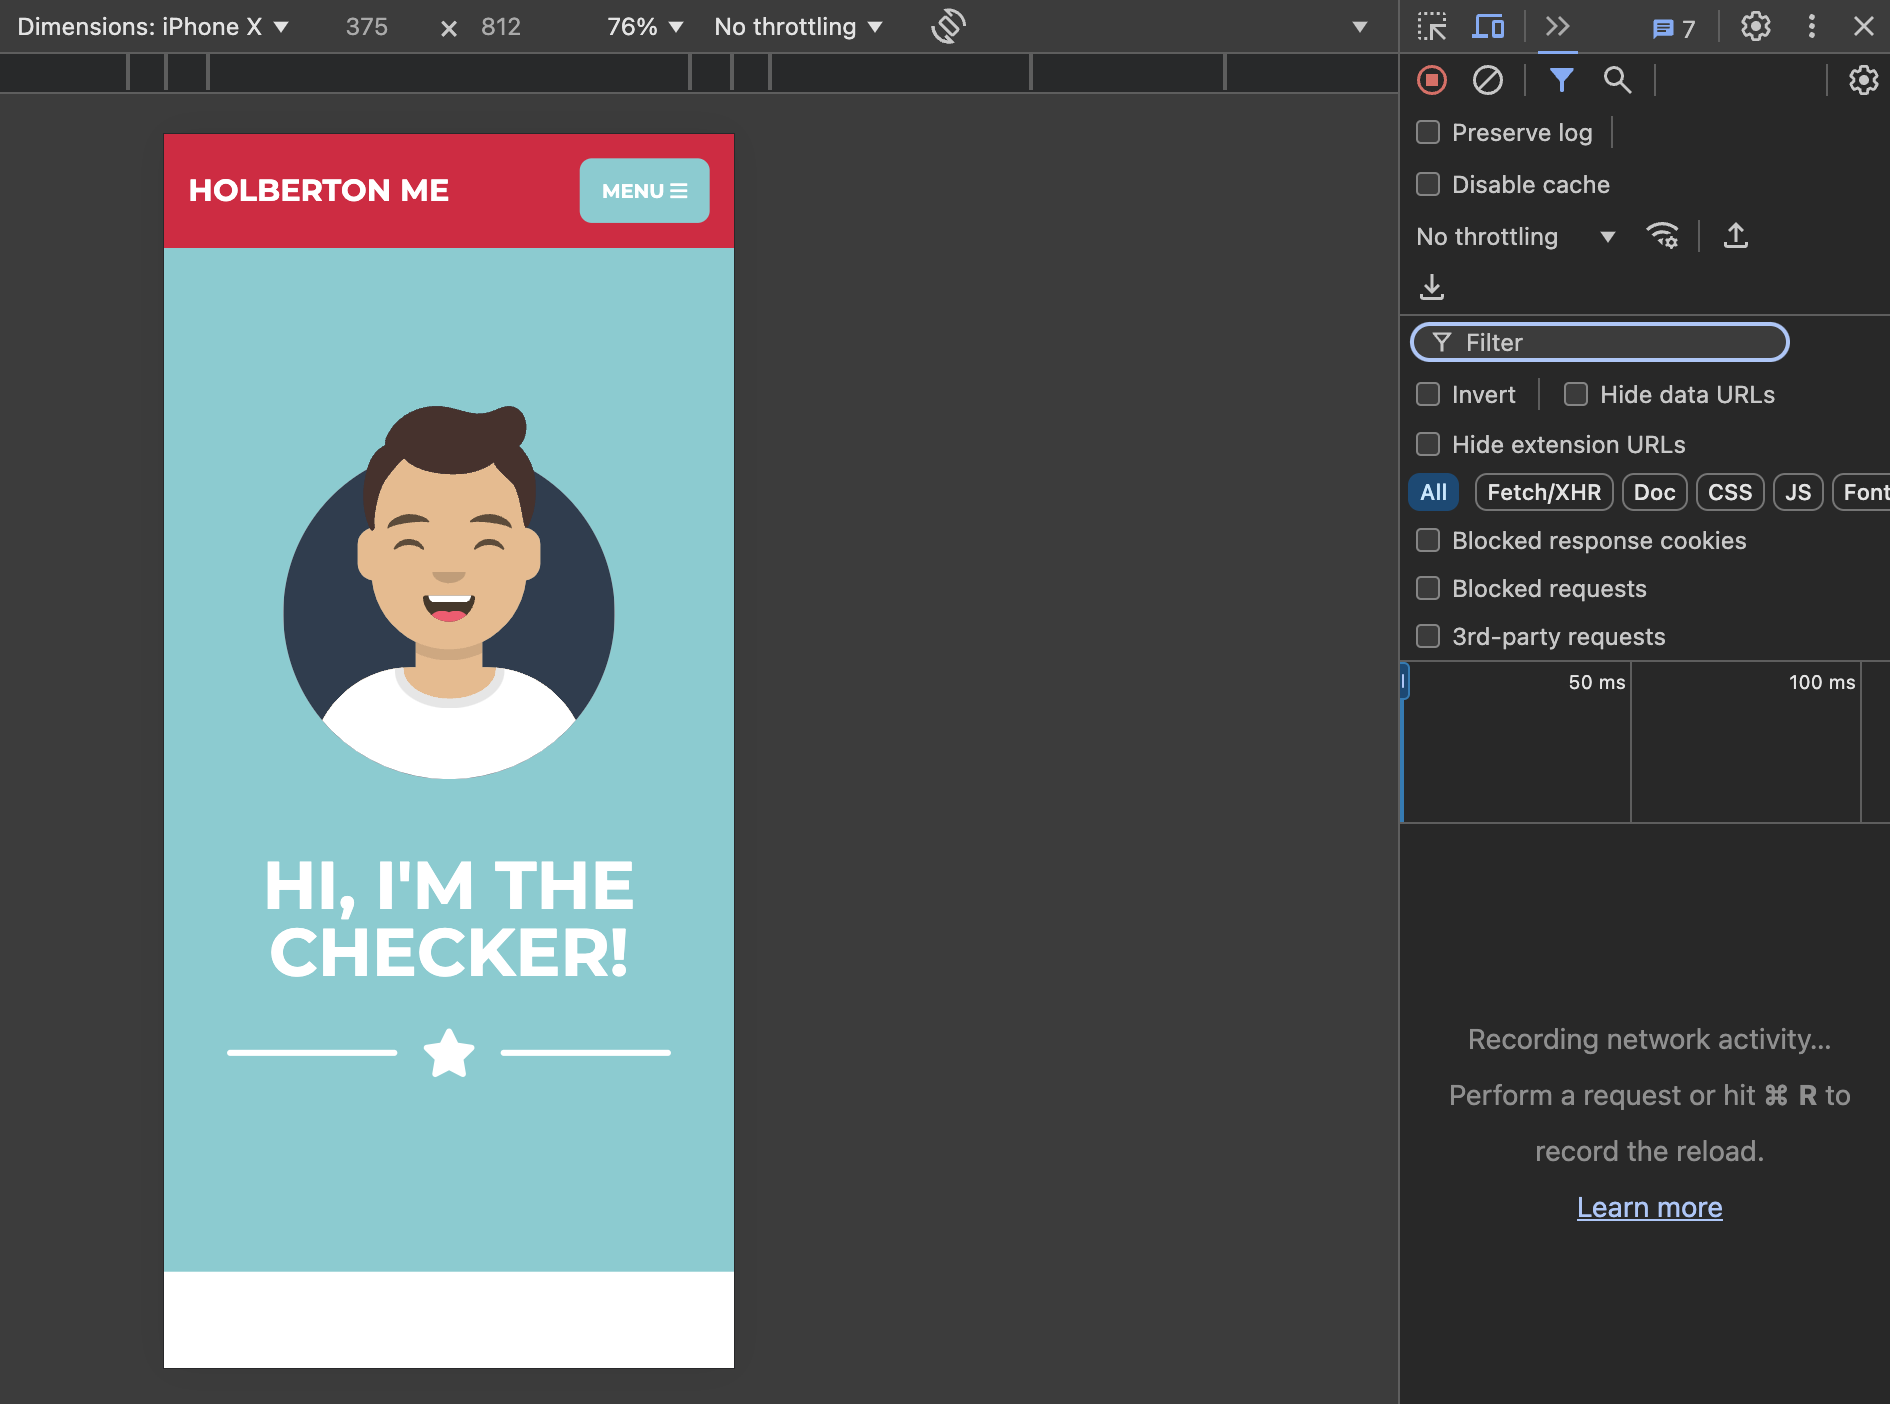 Dimensions: iPhone X 375 × 812 76% No throttling
7
HOLBERTON ME
MENU
HI, I'M THE
CHECKER!
Preserve log
Disable cache
No throttling
Filter
Invert Hide data URLs
Hide extension URLs
All Fetch/XHR Doc CSS JS Font
Blocked response cookies
Blocked requests
3rd-party requests
50 ms 100 ms
Recording network activity...
Perform a request or hit ⌘ R to
record the reload.
Learn more